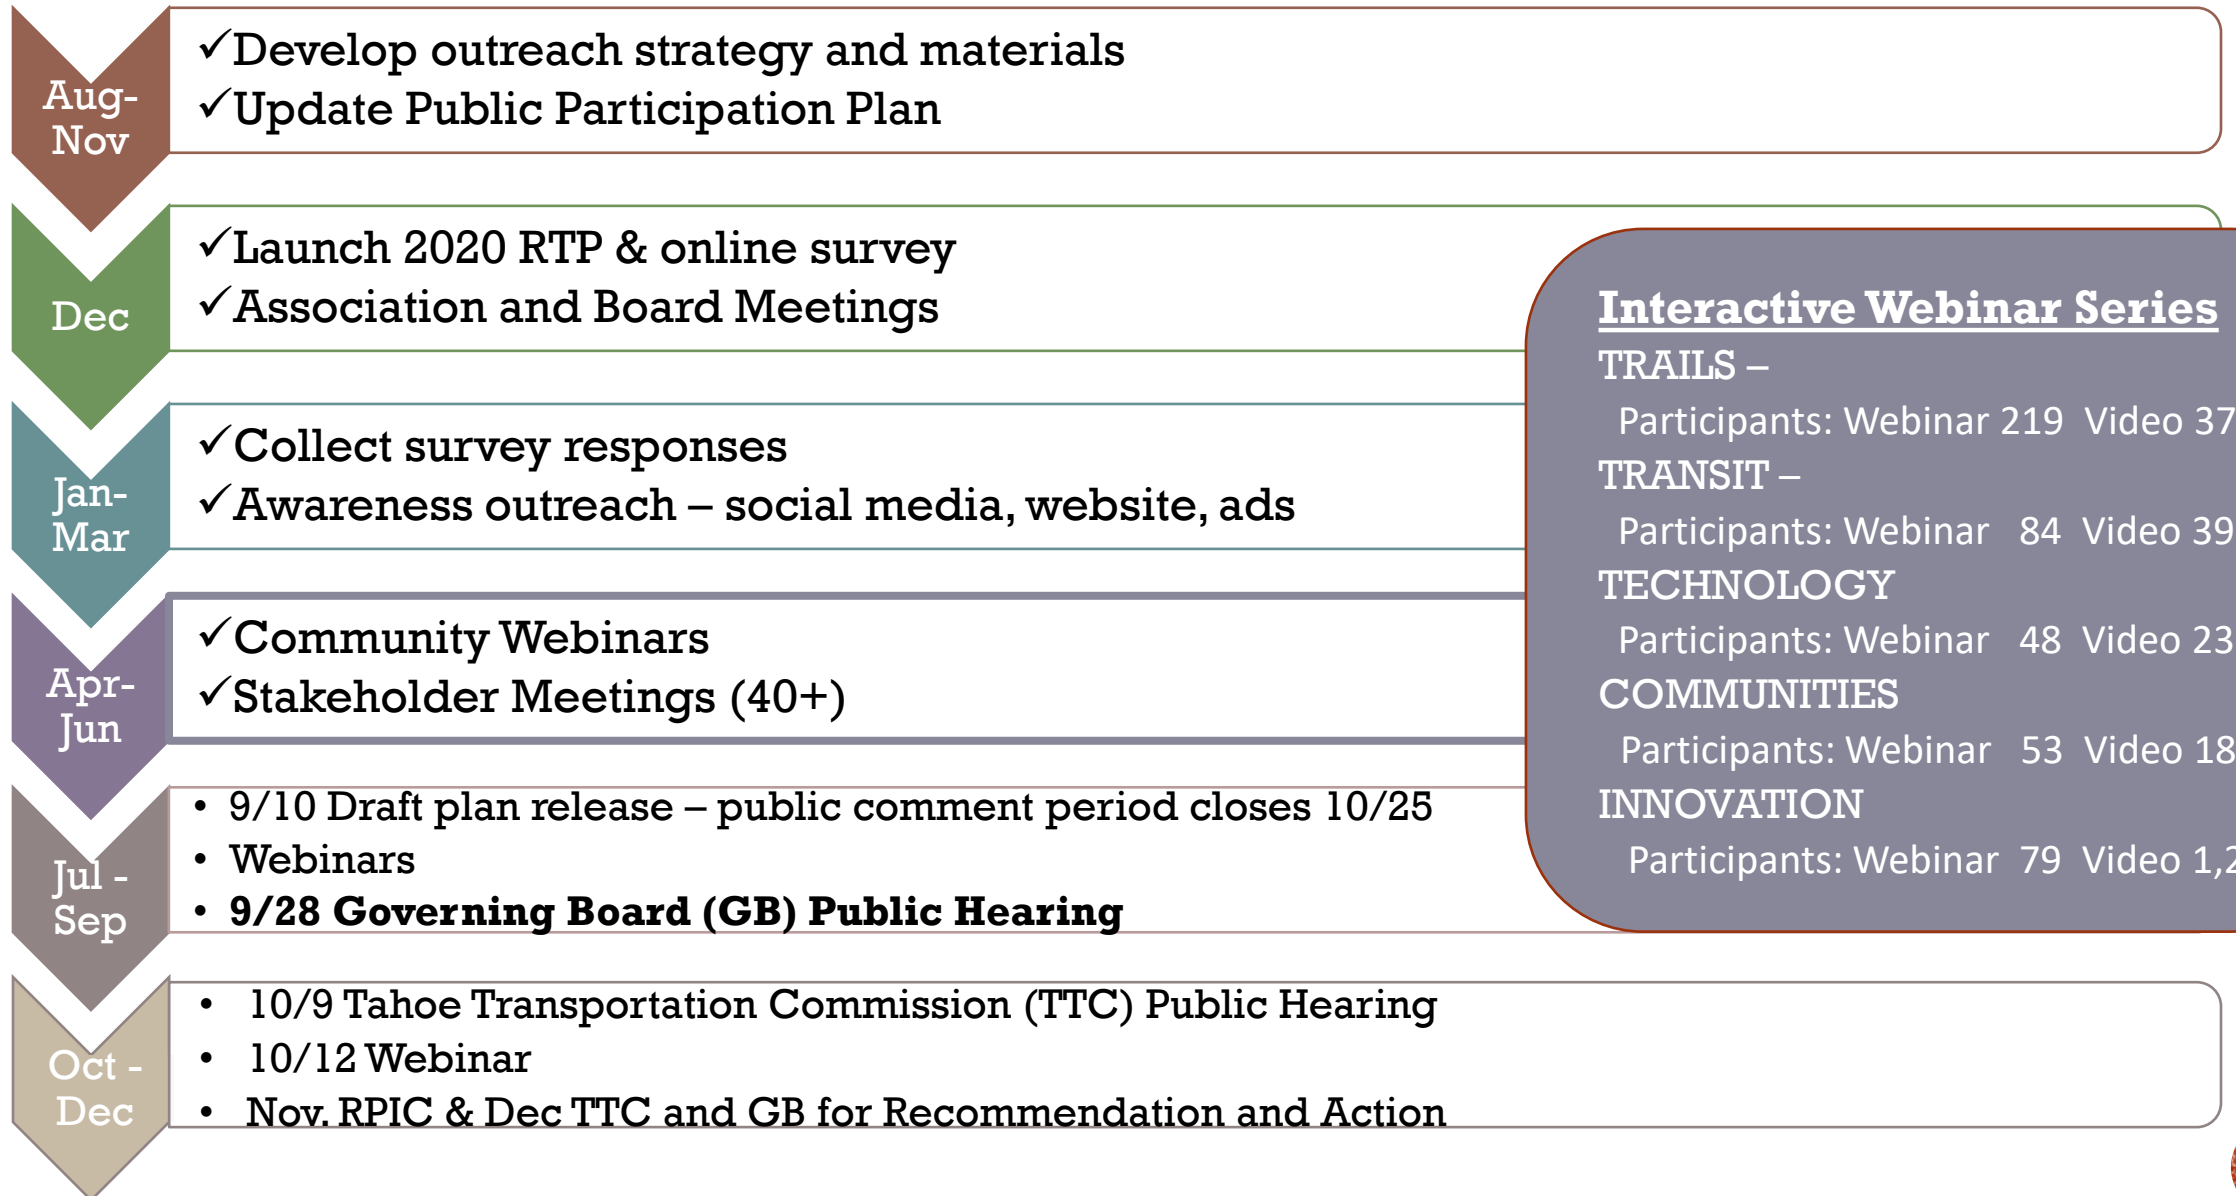 Aug-
Nov
✓Develop outreach strategy and materials
✓Update Public Participation Plan
Dec
✓Launch 2020 RTP & online survey
✓Association and Board Meetings
Jan-
Mar
✓Collect survey responses
✓Awareness outreach – social media, website, ads
Apr-
Jun
✓Community Webinars
✓Stakeholder Meetings (40+)
Jul -
Sep
• 9/10 Draft plan release – public comment period closes 10/25
• Webinars
• 9/28 Governing Board (GB) Public Hearing
Oct -
Dec
• 10/9 Tahoe Transportation Commission (TTC) Public Hearing
• 10/12 Webinar
• Nov. RPIC & Dec TTC and GB for Recommendation and Action
Interactive Webinar Series
TRAILS –
Participants: Webinar 219 Video 37
TRANSIT –
Participants: Webinar 84 Video 39
TECHNOLOGY
Participants: Webinar 48 Video 23
COMMUNITIES
Participants: Webinar 53 Video 18
INNOVATION
Participants: Webinar 79 Video